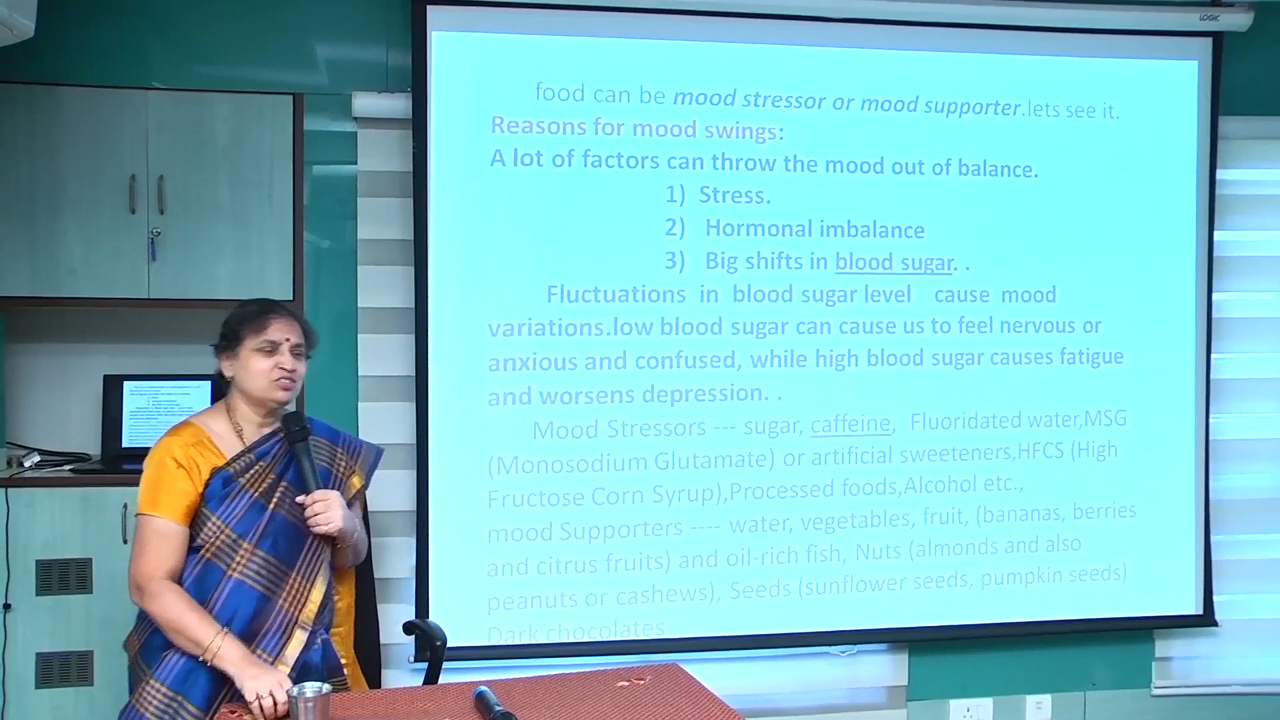 LOGIC
food can be mood stressor or mood supporter.lets see it.
Reasons for mood swings:
A lot of factors can throw the mood out of balance.
1) Stress.
2) Hormonal imbalance
3) Big shifts in blood sugar. .
Fluctuations in blood sugar level cause mood
variations.low blood sugar can cause us to feel nervous or
anxious and confused, while high blood sugar causes fatigue
and worsens depression. .
Mood Stressors --- sugar, caffeine, Fluoridated water,MSG
(Monosodium Glutamate) or artificial sweeteners,HFCS (High
Fructose Corn Syrup),Processed foods,Alcohol etc.,
mood Supporters ---- water, vegetables, fruit, (bananas, berries
and citrus fruits) and oil-rich fish, Nuts (almonds and also
peanuts or cashews), Seeds (sunflower seeds, pumpkin seeds)
Dark chocolates